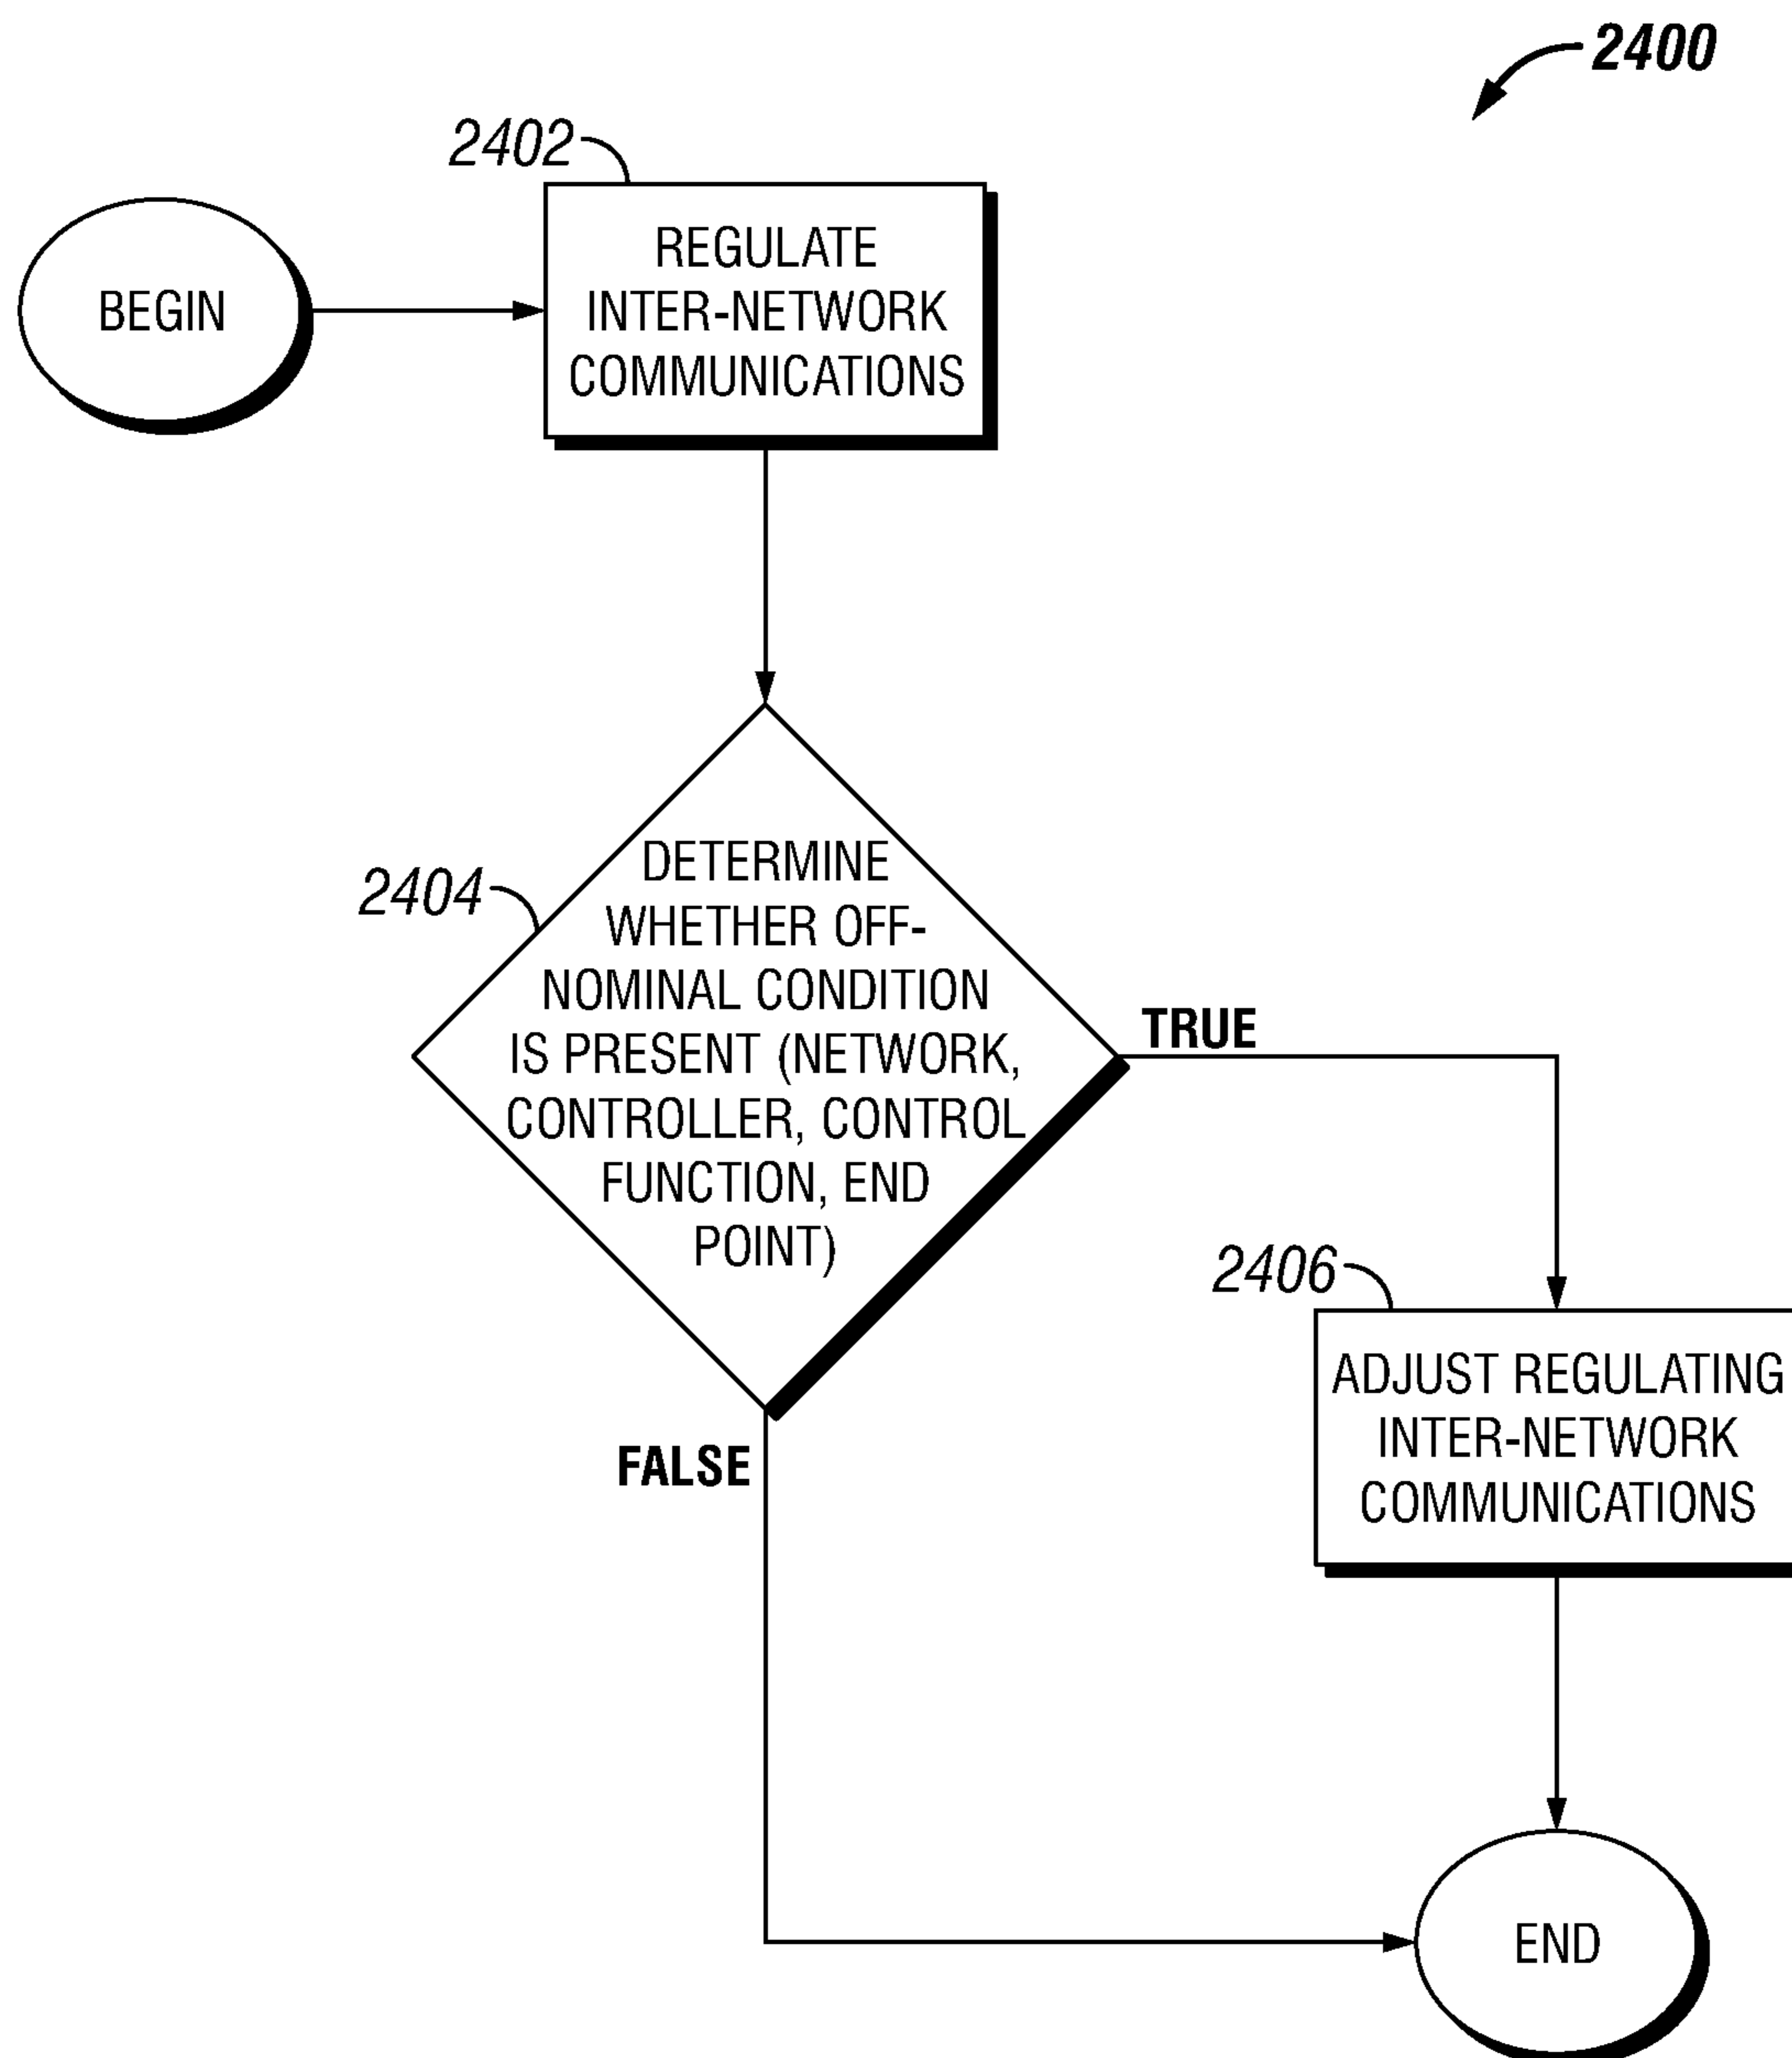 2400
2402
REGULATE
INTER-NETWORK
COMMUNICATIONS
BEGIN
2404
DETERMINE
WHETHER OFF-
NOMINAL CONDITION
IS PRESENT (NETWORK,
CONTROLLER, CONTROL
FUNCTION, END
POINT)
TRUE
FALSE
2406
ADJUST REGULATING
INTER-NETWORK
COMMUNICATIONS
END